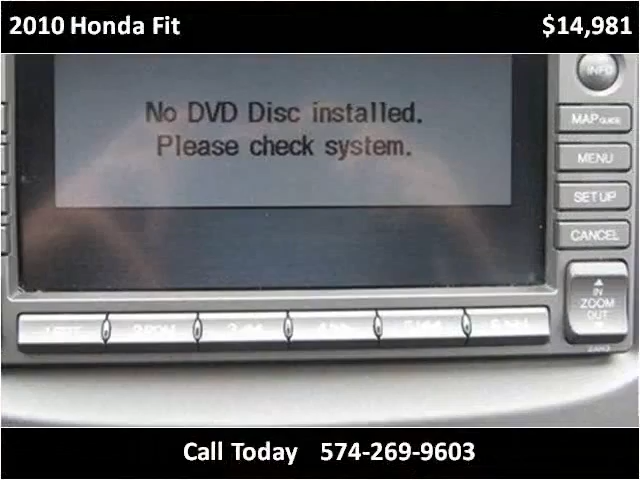 2010 Honda Fit $14,981
No DVD Disc installed.
Please check system.
INFO
MAP GUIDE
MENU
SET UP
CANCEL
IN
ZOOM
OUT
Call Today 574-269-9603